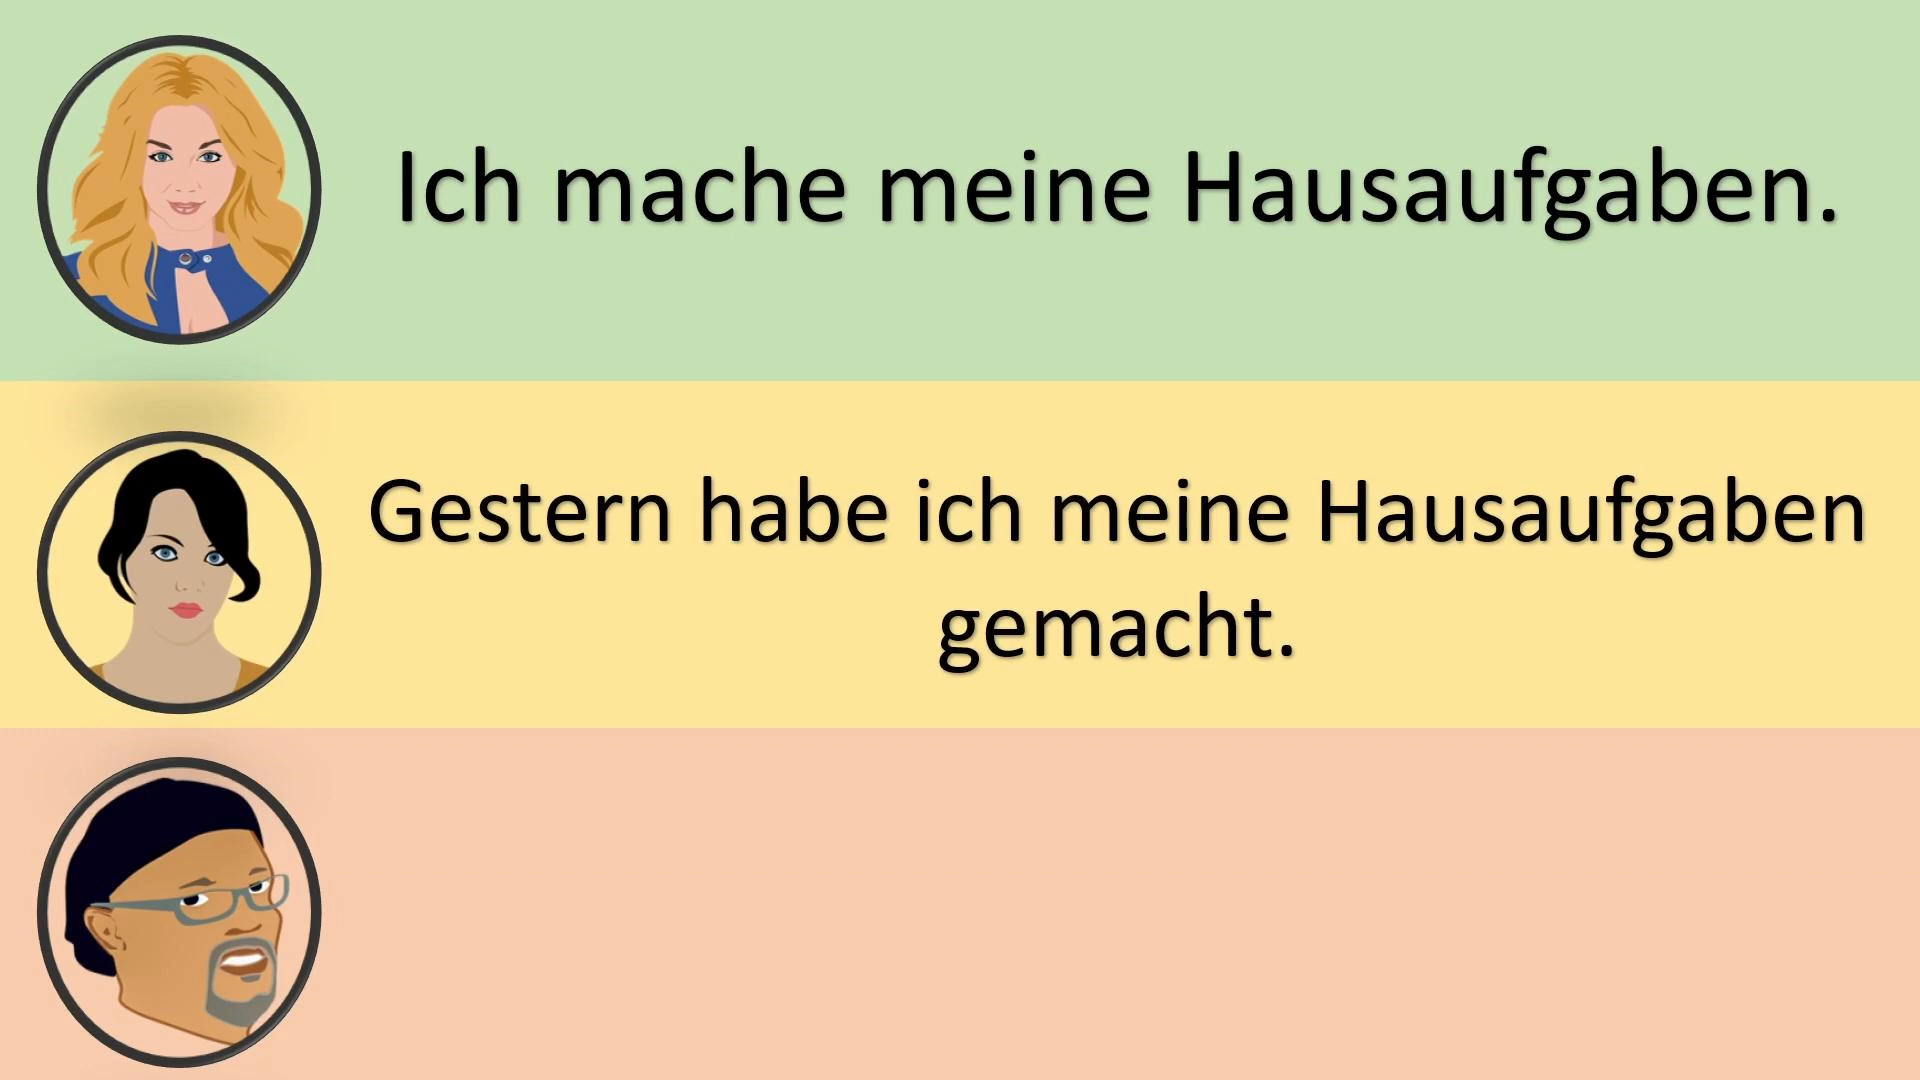 Ich mache meine Hausaufgaben.
Gestern habe ich meine Hausaufgaben
gemacht.